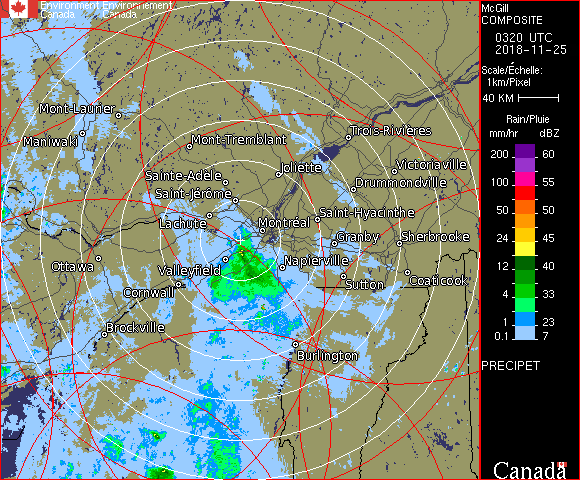 Environment Environnement
Canada Canada
McGill
COMPOSITE
0320 UTC
2018-11-25
Scale/Échelle:
1km/Pixel
40 KM
Rain/Pluie
mm/hr dBZ
200 60
100 55
50 50
24 45
12 40
4 33
1 23
0.1 7
PRECIPET
Canada
Mont-Laurier
Maniwaki
Mont-Tremblant
Trois-Rivières
Sainte-Adèle
Joliette
Victoriaville
Saint-Jérôme
Drummondville
Lachute
Montréal
Saint-Hyacinthe
Granby
Sherbrooke
Ottawa
Valleyfield
Napierville
Cornwall
Sutton
Coaticook
Brockville
Burlington